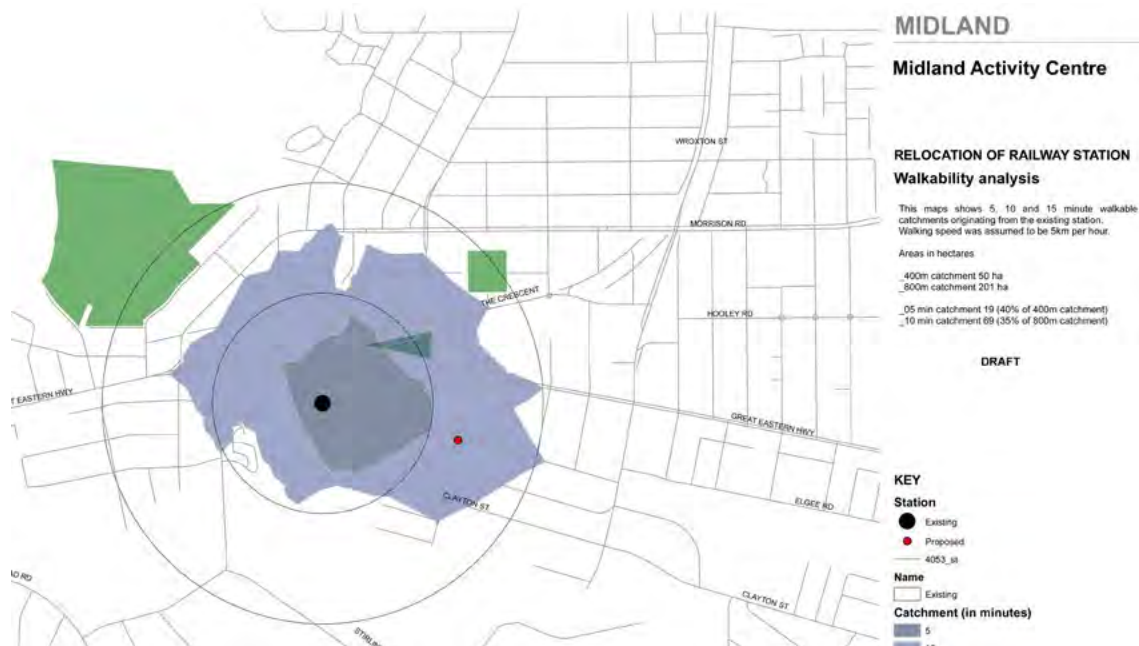 MIDLAND
Midland Activity Centre
RELOCATION OF RAILWAY STATION
Walkability analysis
This maps shows 5, 10 and 15 minute walkable
catchments originating from the existing station.
Walking speed was assumed to be 5km per hour.
Areas in hectares
_400m catchment 50 ha
_800m catchment 201 ha
_05 min catchment 19 (40% of 400m catchment)
_10 min catchment 69 (35% of 800m catchment)
DRAFT
WROXTON ST
MORRISON RD
THE CRESCENT
HOOLEY RD
T EASTERN HWY
GREAT EASTERN HWY
CLAYTON ST
ELGEE RD
AD RD
CLAYTON ST
STIRLIN
KEY
Station
Existing
Proposed
4053_st
Name
Existing
Catchment (in minutes)
5